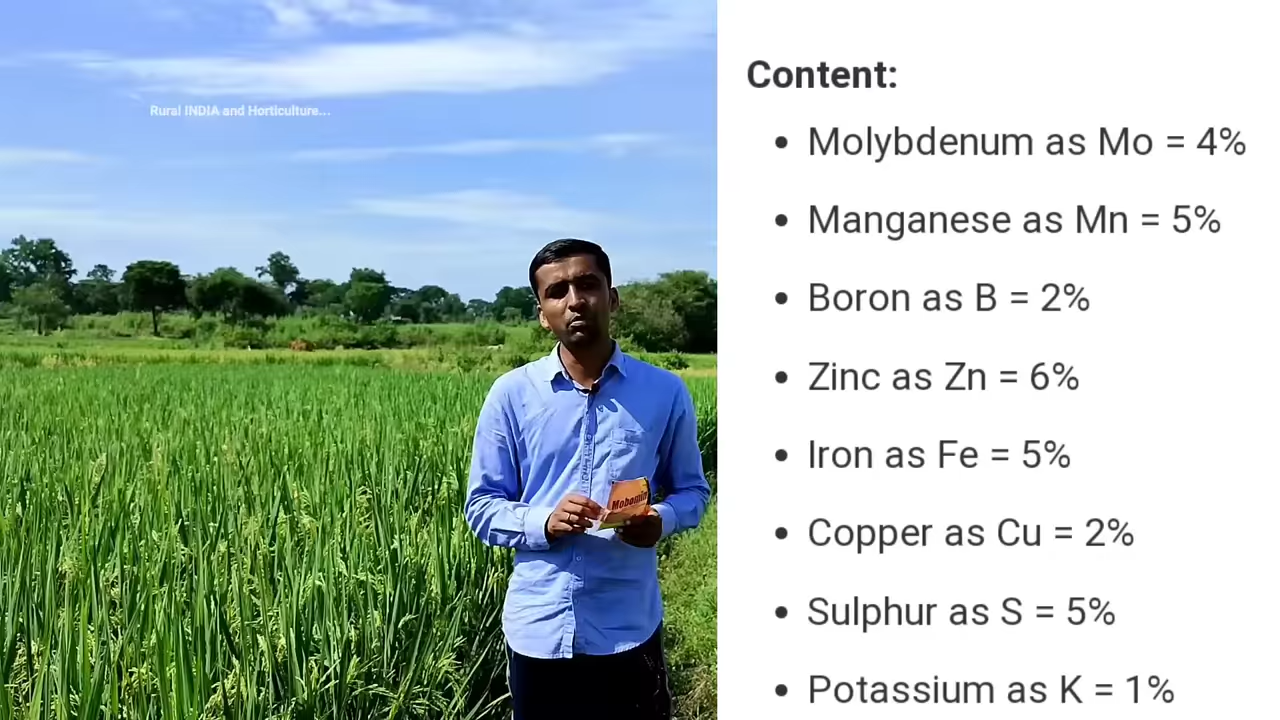 Rural INDIA and Horticulture...
Mobomin
Content:
• Molybdenum as Mo = 4%
• Manganese as Mn = 5%
• Boron as B = 2%
• Zinc as Zn = 6%
• Iron as Fe = 5%
• Copper as Cu = 2%
• Sulphur as S = 5%
• Potassium as K = 1%